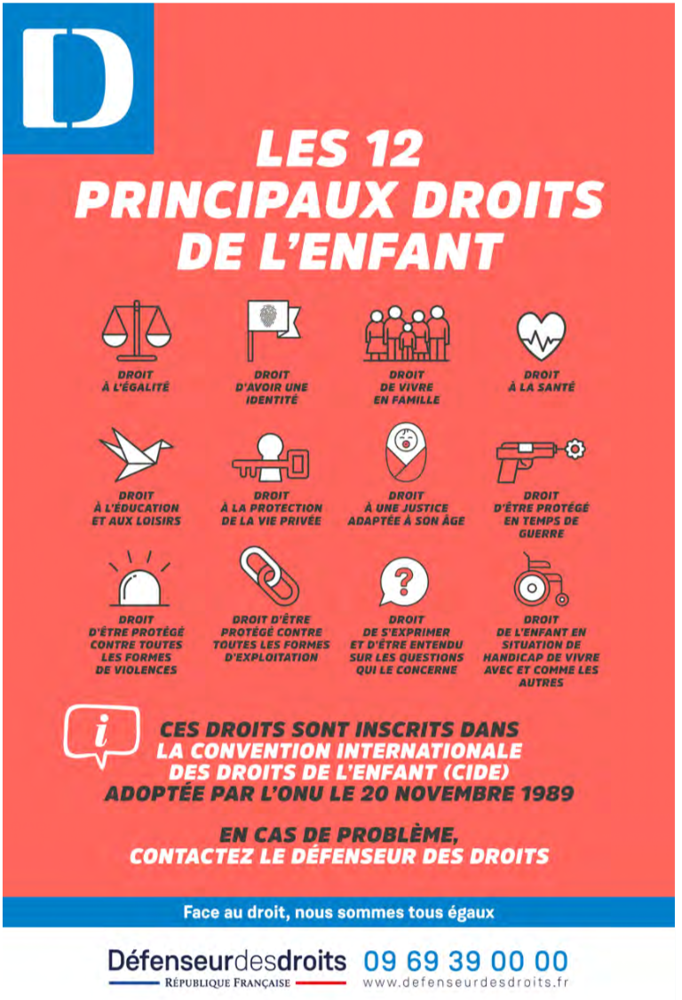 D
LES 12
PRINCIPAUX DROITS
DE L'ENFANT
DROIT
À L'ÉGALITÉ
DROIT
D'AVOIR UNE
IDENTITÉ
DROIT
DE VIVRE
EN FAMILLE
DROIT
À LA SANTÉ
DROIT
À L'ÉDUCATION
ET AUX LOISIRS
DROIT
À LA PROTECTION
DE LA VIE PRIVÉE
DROIT
À UNE JUSTICE
ADAPTÉE À SON ÂGE
DROIT
D'ÊTRE PROTÉGÉ
EN TEMPS DE
GUERRE
DROIT
D'ÊTRE PROTÉGÉ
CONTRE TOUTES
LES FORMES
DE VIOLENCES
DROIT D'ÊTRE
PROTÉGÉ CONTRE
TOUTES LES FORMES
D'EXPLOITATION
?
DROIT
DE S'EXPRIMER
ET D'ÊTRE ENTENDU
SUR LES QUESTIONS
QUI LE CONCERNE
DROIT
DE L'ENFANT EN
SITUATION DE
HANDICAP DE VIVRE
AVEC ET COMME LES
AUTRES
i
CES DROITS SONT INSCRITS DANS
LA CONVENTION INTERNATIONALE
DES DROITS DE L'ENFANT (CIDE)
ADOPTÉE PAR L'ONU LE 20 NOVEMBRE 1989
EN CAS DE PROBLÈME,
CONTACTEZ LE DÉFENSEUR DES DROITS
Face au droit, nous sommes tous égaux
Défenseurdesdroits 09 69 39 00 00
RÉPUBLIQUE FRANÇAISE www.defenseurdesdroits.fr